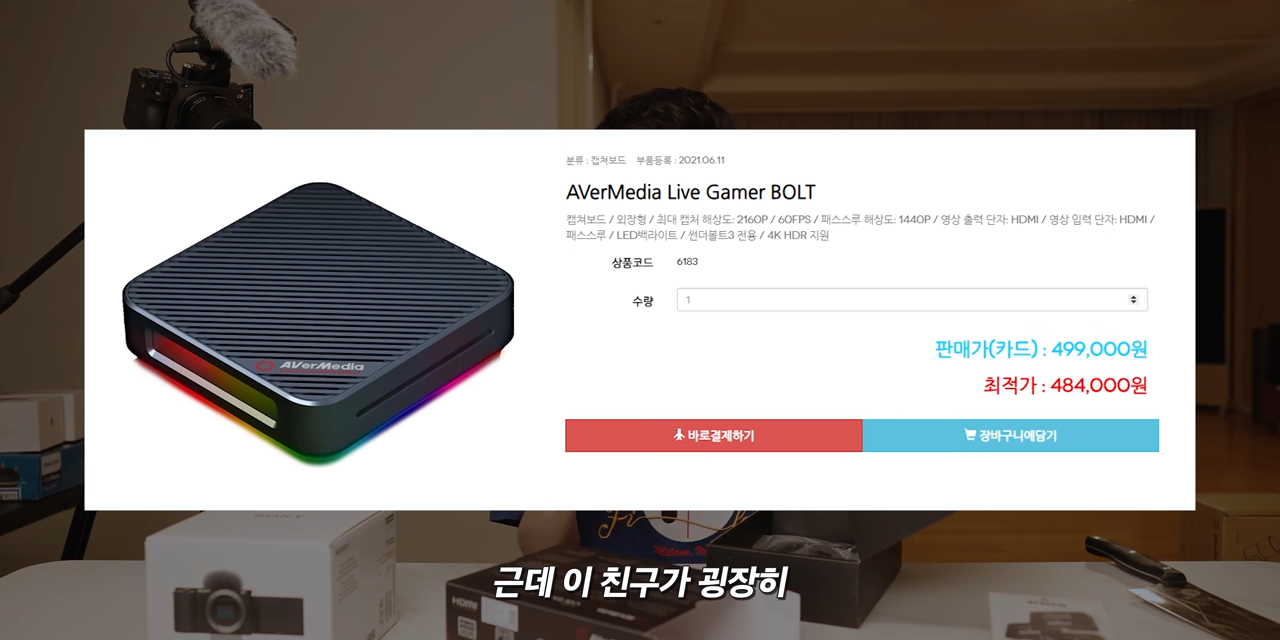 분류 : 캡쳐보드 부품등록 : 2021.06.11
AVerMedia Live Gamer BOLT
캡쳐보드 / 외장형 / 최대 캡처 해상도: 2160P / 60FPS / 패스스루 해상도: 1440P / 영상 출력 단자: HDMI / 영상 입력 단자: HDMI /
패스스루 / LED백라이트 / 썬더볼트3 전용 / 4K HDR 지원
상품코드 6183
수량 1
판매가(카드) : 499,000원
최적가 : 484,000원
바로결제하기 장바구니에담기
AVerMedia
HDMI
근데 이 친구가 굉장히